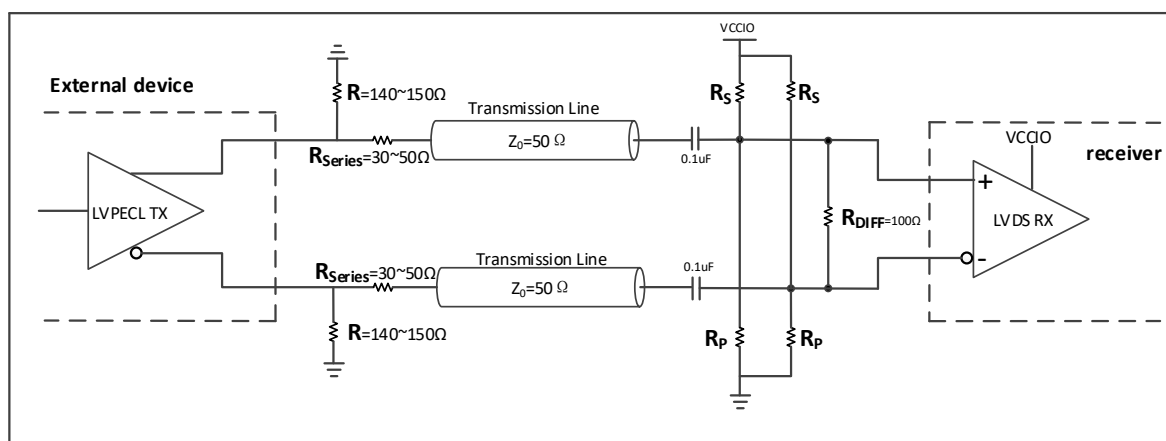 VCCIO
External device
R=140~150Ω
RS
RS
Transmission Line
Z0=50 Ω
RSeries=30~50Ω
0.1uF
VCCIO
receiver
+
LVPECL TX
RDIFF=100Ω
LVDS RX
-
Transmission Line
RSeries=30~50Ω
0.1uF
Z0=50 Ω
R=140~150Ω
RP
RP